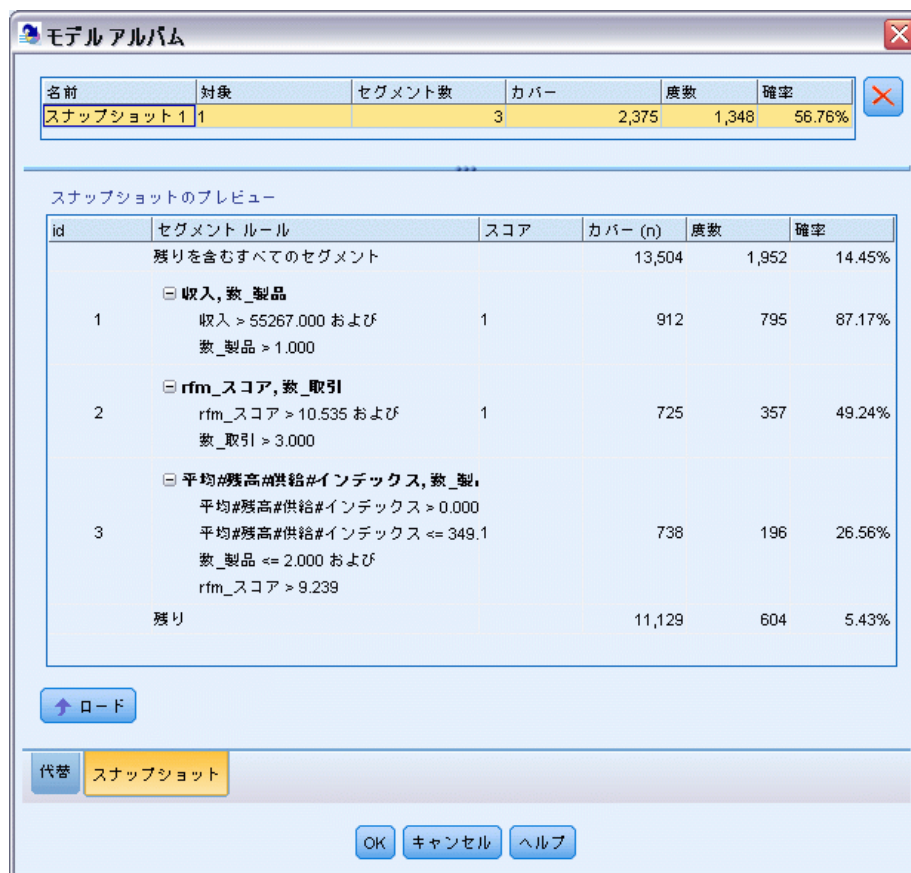 モデル アルバム
名前 対象 セグメント数 カバー 度数 確率
スナップショット 1 1 3 2,375 1,348 56.76%
スナップショットのプレビュー
id セグメント ルール スコア カバー (n) 度数 確率
残りを含むすべてのセグメント 13,504 1,952 14.45%
収入, 数_製品
1 収入 > 55267.000 および 1 912 795 87.17%
数_製品 > 1.000
rfm_スコア, 数_取引
2 rfm_スコア > 10.535 および 1 725 357 49.24%
数_取引 > 3.000
平均#残高#供給#インデックス, 数_製
平均#残高#供給#インデックス > 0.000
3 平均#残高#供給#インデックス <= 349. 1 738 196 26.56%
数_製品 <= 2.000 および
rfm_スコア > 9.239
残り 11,129 604 5.43%
ロード
代替 スナップショット
OK キャンセル ヘルプ